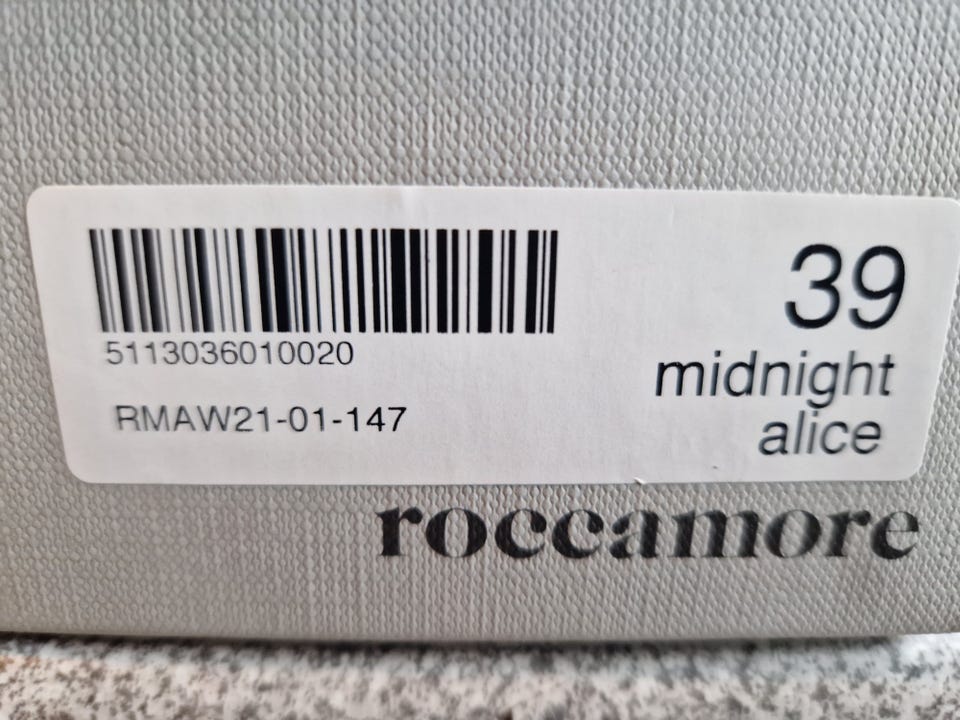 5113036010020
RMAW21-01-147
39
midnight
alice
roccamore